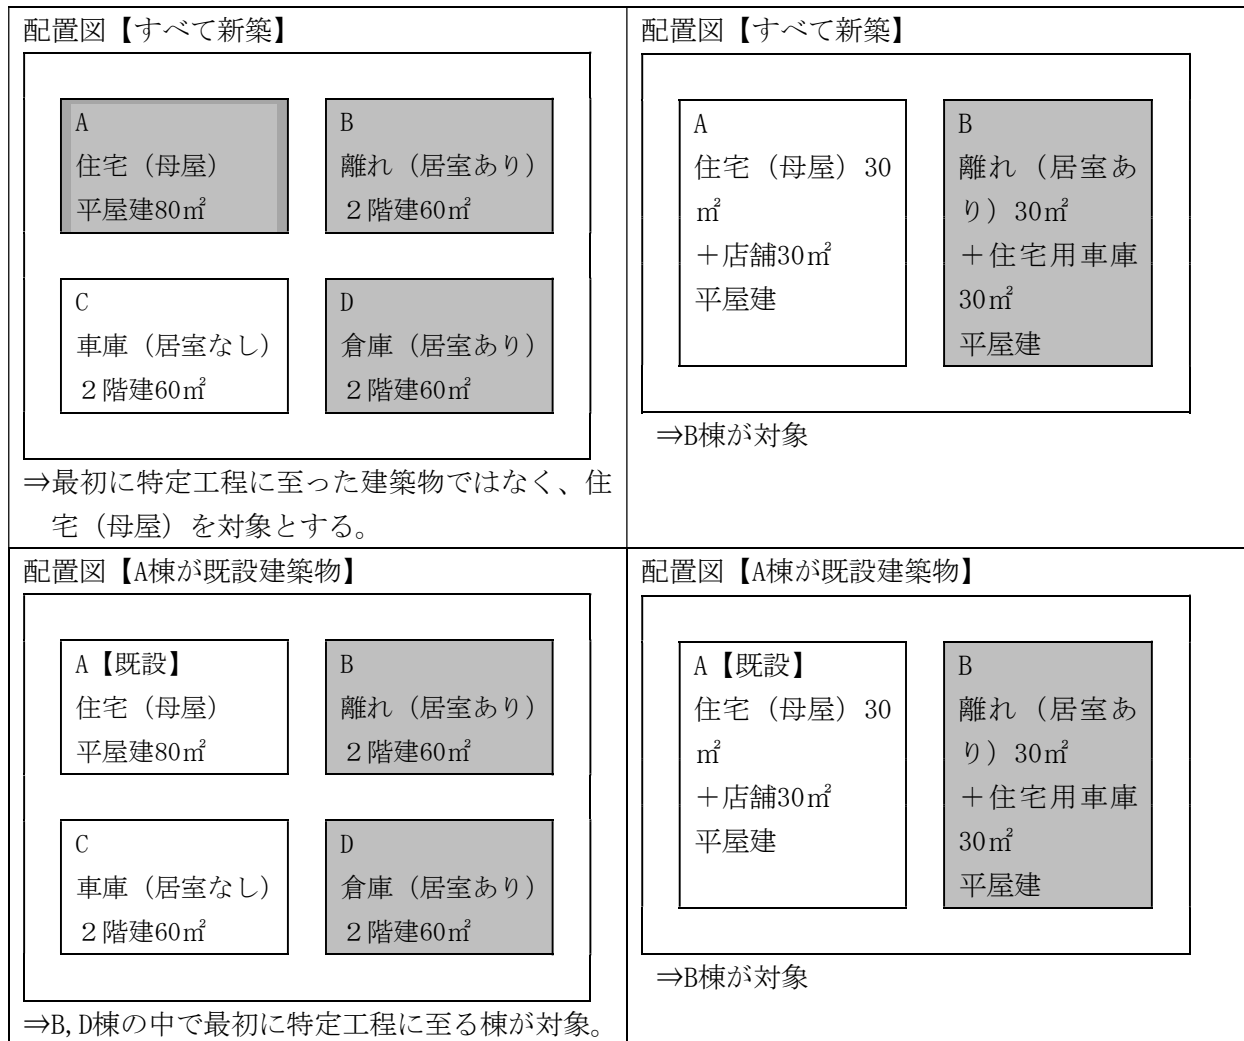 配置図【すべて新築】
A
住宅（母屋）
平屋建80㎡
B
離れ（居室あり）
２階建60㎡
C
車庫（居室なし）
２階建60㎡
D
倉庫（居室あり）
２階建60㎡
⇒最初に特定工程に至った建築物ではなく、住
宅（母屋）を対象とする。
配置図【すべて新築】
A
住宅（母屋）30
㎡
＋店舗30㎡
平屋建
B
離れ（居室あ
り）30㎡
＋住宅用車庫
30㎡
平屋建
⇒B棟が対象
配置図【A棟が既設建築物】
A【既設】
住宅（母屋）
平屋建80㎡
B
離れ（居室あり）
２階建60㎡
C
車庫（居室なし）
２階建60㎡
D
倉庫（居室あり）
２階建60㎡
⇒B,D棟の中で最初に特定工程に至る棟が対象。
配置図【A棟が既設建築物】
A【既設】
住宅（母屋）30
㎡
＋店舗30㎡
平屋建
B
離れ（居室あ
り）30㎡
＋住宅用車庫
30㎡
平屋建
⇒B棟が対象